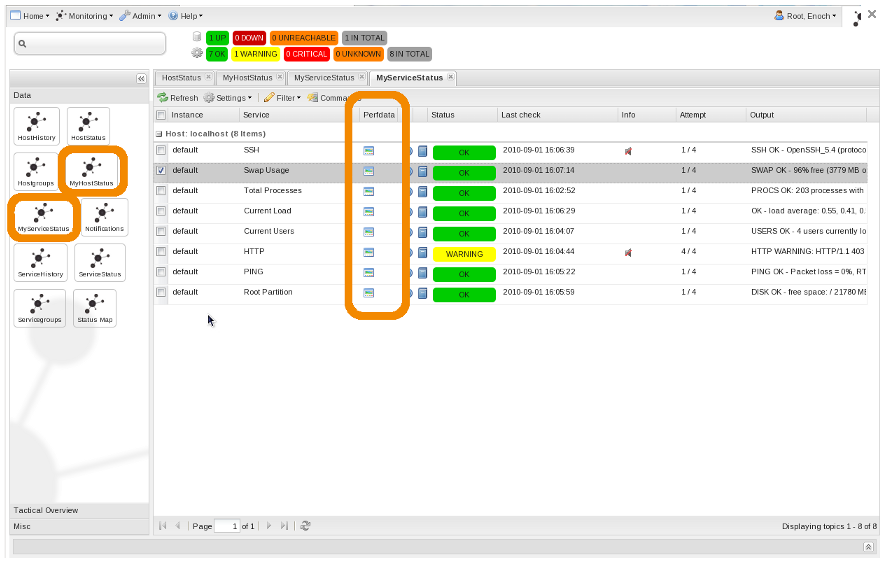 Home Monitoring Admin Help Root, Enoch
1 UP 0 DOWN 0 UNREACHABLE 1 IN TOTAL
7 OK 1 WARNING 0 CRITICAL 0 UNKNOWN 8 IN TOTAL
HostStatus MyHostStatus MyServiceStatus MyServiceStatus
Data
Refresh Settings Filter
Instance Service Perfdata Status Last check Info Attempt Output
Host: localhost (8 Items)
default SSH OK 2010-09-01 16:06:39 1 / 4 SSH OK - OpenSSH_5.4 (protoco
default Swap Usage OK 2010-09-01 16:07:14 1 / 4 SWAP OK - 96% free (3779 MB o
default Total Processes OK 2010-09-01 16:02:52 1 / 4 PROCS OK: 203 processes with
default Current Load OK 2010-09-01 16:06:29 1 / 4 OK - load average: 0.55, 0.41, 0.
default Current Users OK 2010-09-01 16:04:07 1 / 4 USERS OK - 4 users currently lo
default HTTP WARNING 2010-09-01 16:04:44 4 / 4 HTTP WARNING: HTTP/1.1 403
default PING OK 2010-09-01 16:05:22 1 / 4 PING OK - Packet loss = 0%, RT
default Root Partition OK 2010-09-01 16:05:59 1 / 4 DISK OK - free space: / 21780 ME
HostHistory HostStatus
Hostgroups MyHostStatus
MyServiceStatus Notifications
ServiceHistory ServiceStatus
Servicegroups Status Map
Tactical Overview
Misc
Page 1 of 1 Displaying topics 1 - 8 of 8